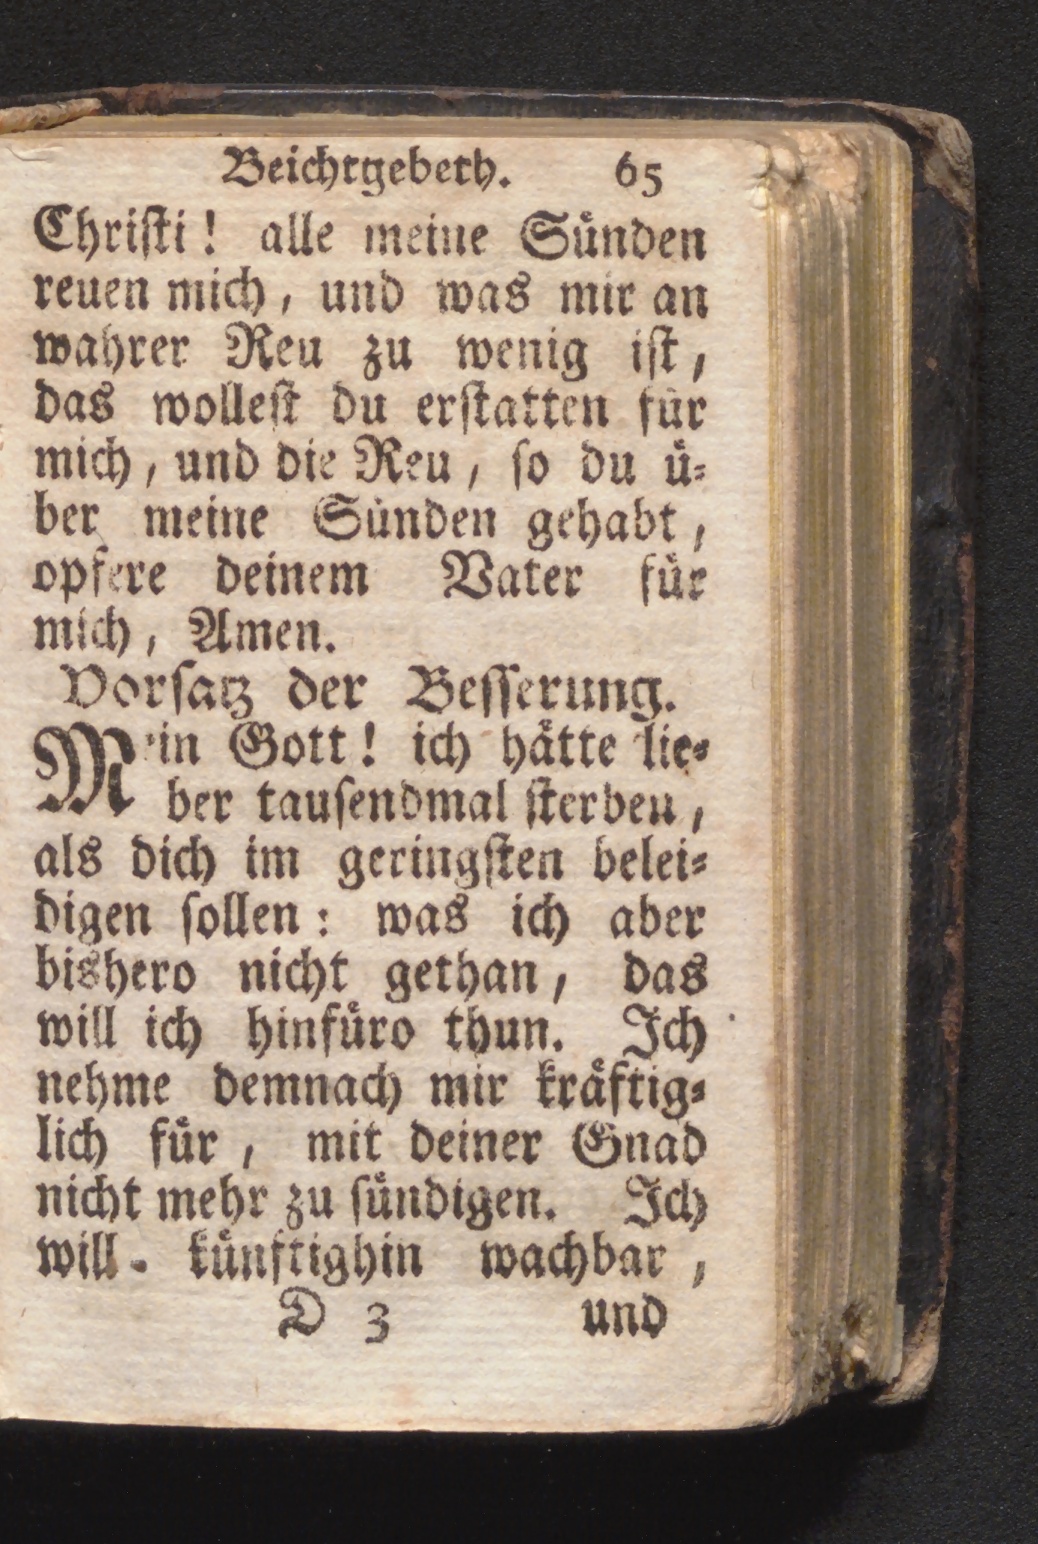 Beichtgebeth. 65
Chriſti! alle meine Sünden
reuen mich, und was mir an
wahrer Reu zu wenig iſt,
das wolleſt du erſtatten für
mich, und die Reu, ſo du ü⸗
ber meine Sünden gehabt,
opfere deinem Vater für
mich, Amen.
Vorſatz der Beſſerung.
Mein Gott! ich hätte lie⸗
ber tauſendmal ſterben,
als dich im geringſten belei⸗
digen ſollen: was ich aber
bishero nicht gethan, das
will ich hinfüro thun. Ich
nehme demnach mir kräftig⸗
lich für, mit deiner Gnad
nicht mehr zu ſündigen. Ich
will künftighin wachbar,
D 3 und